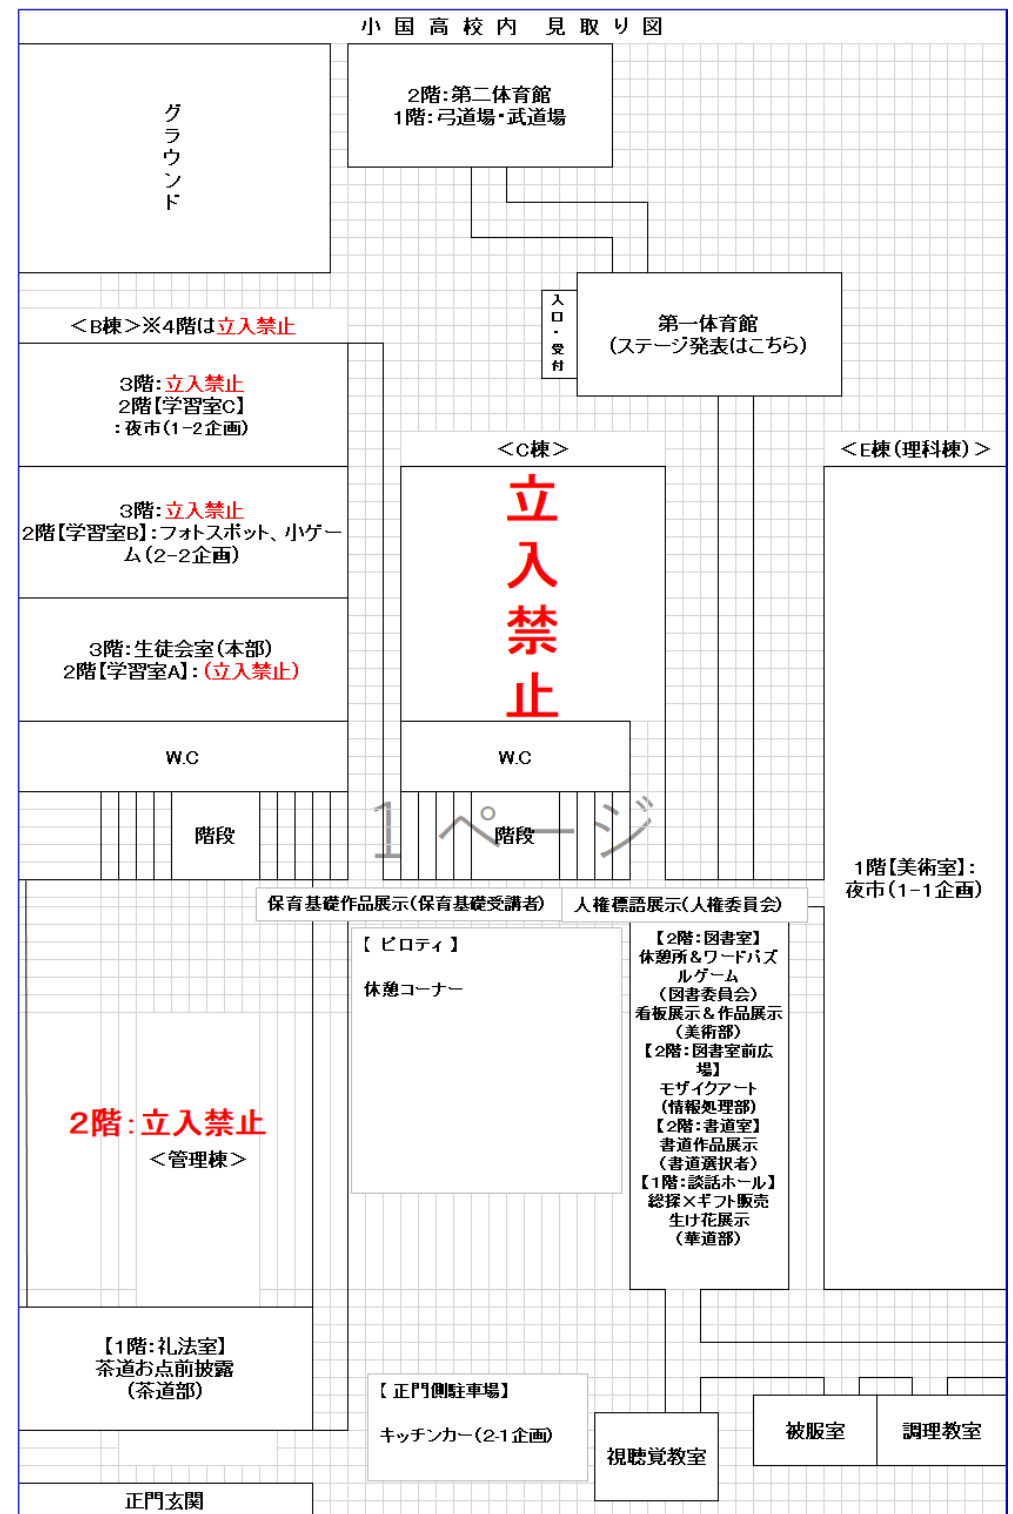 小国高校内 見取り図
グラウンド
2階：第二体育館
1階：弓道場・武道場
入口・受付
第一体育館
（ステージ発表はこちら）
＜B棟＞※4階は立入禁止
3階：立入禁止
2階【学習室C】
：夜市（1-2企画）
3階：立入禁止
2階【学習室B】：フォトスポット、小ゲー
ム（2-2企画）
3階：生徒会室（本部）
2階【学習室A】：（立入禁止）
W.C
階段
＜C棟＞
立入禁止
W.C
階段
1 ページ
＜E棟（理科棟）＞
1階【美術室】：
夜市（1-1企画）
保育基礎作品展示(保育基礎受講者)
人権標語展示(人権委員会)
【 ピロティ 】
休憩コーナー
【2階：図書室】
休憩所＆ワードパズ
ルゲーム
（図書委員会）
看板展示＆作品展示
（美術部）
【2階：図書室前広
場】
モザイクアート
（情報処理部）
【2階：書道室】
書道作品展示
（書道選択者）
【1階：談話ホール】
総探×ギフト販売
生け花展示
（華道部）
2階：立入禁止
＜管理棟＞
【1階：礼法室】
茶道お点前披露
（茶道部）
【 正門側駐車場】
キッチンカー（2-1企画）
視聴覚教室
被服室
調理教室
正門玄関